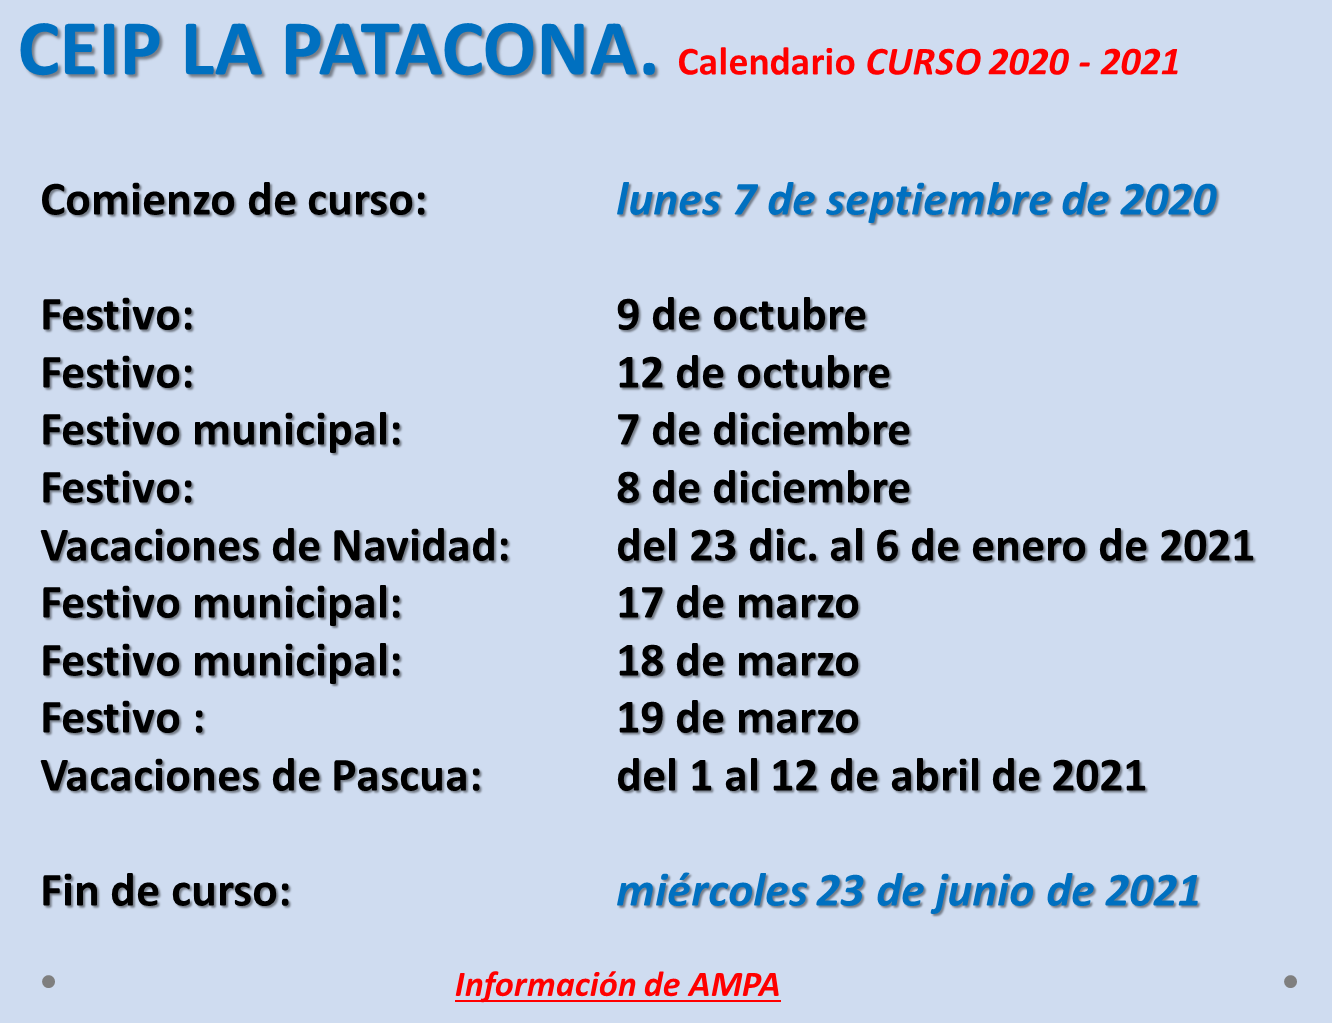 CEIP LA PATACONA. Calendario CURSO 2020 - 2021
Comienzo de curso: lunes 7 de septiembre de 2020
Festivo: 9 de octubre
Festivo: 12 de octubre
Festivo municipal: 7 de diciembre
Festivo: 8 de diciembre
Vacaciones de Navidad: del 23 dic. al 6 de enero de 2021
Festivo municipal: 17 de marzo
Festivo municipal: 18 de marzo
Festivo : 19 de marzo
Vacaciones de Pascua: del 1 al 12 de abril de 2021
Fin de curso: miércoles 23 de junio de 2021
Información de AMPA